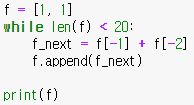 f = [1, 1]
while len(f) < 20:
    f_next = f[-1] + f[-2]
    f.append(f_next)

print(f)